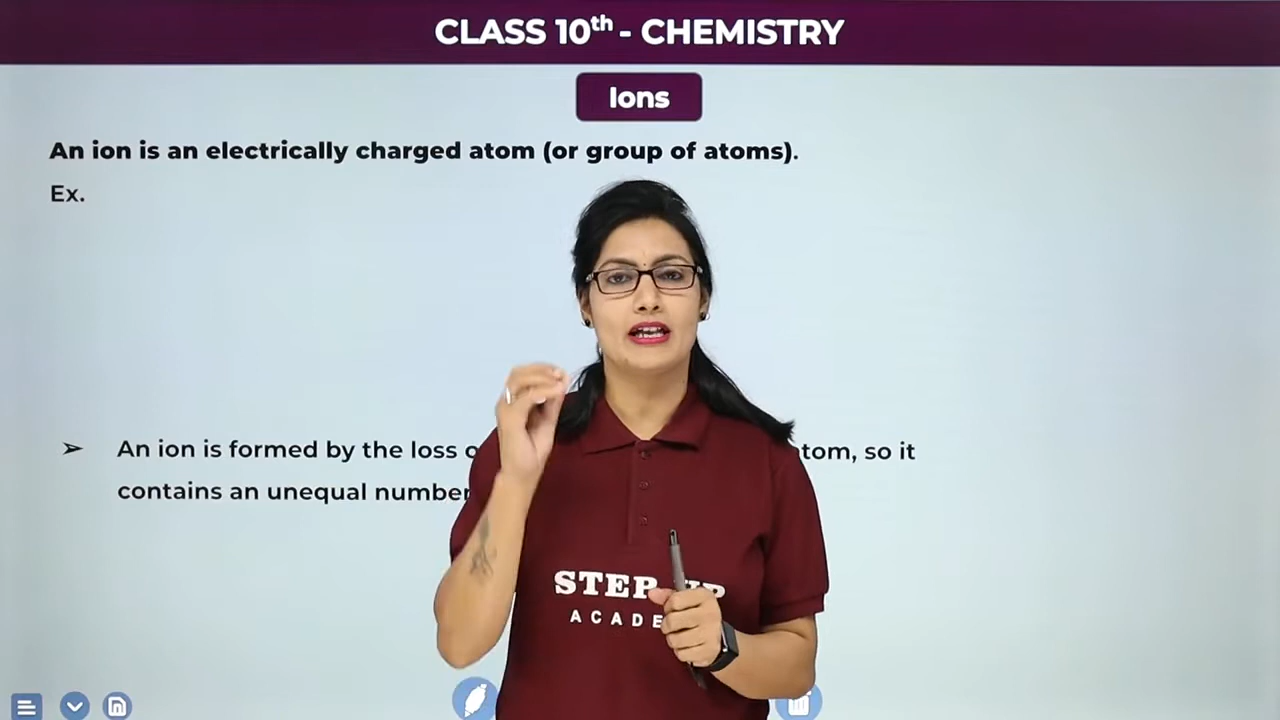 CLASS 10th - CHEMISTRY
Ions
An ion is an electrically charged atom (or group of atoms).
Ex.
➢ An ion is formed by the loss tom, so it
contains an unequal number
STEP UP
ACADE